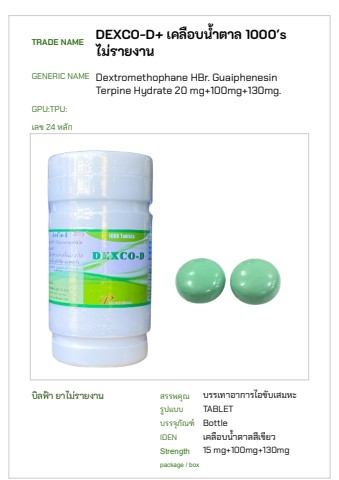 TRADE NAME DEXCO-D+ เคลือบน้ำตาล 1000's
ไม่รายงาน
GENERIC NAME Dextromethophane HBr. Guaiphenesin
Terpine Hydrate 20 mg+100mg+130mg.
GPU:TPU:
เลข 24 หลัก
1000 Tablets
DEXCO-D
บิลฟ้า ยาไม่รายงาน
สรรพคุณ บรรเทาอาการไอขับเสมหะ
รูปแบบ TABLET
บรรจุภัณฑ์ Bottle
IDEN เคลือบน้ำตาลสีเขียว
Strength 15 mg+100mg+130mg
package / box